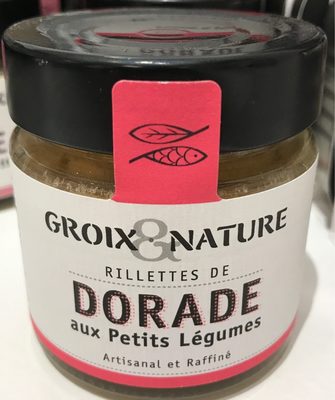 GROIX & NATURE
RILLETTES DE
DORADE
aux Petits Légumes
Artisanal et Raffiné